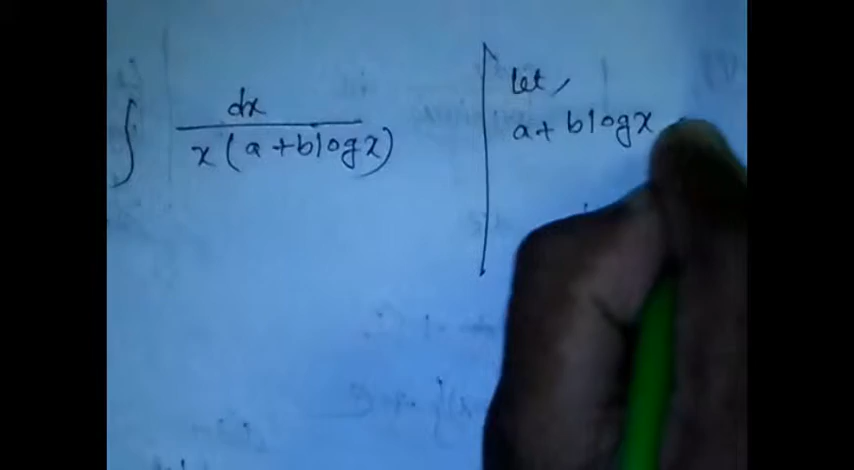 ∫ dx / x(a+blogx)
Let,
a+ blogx